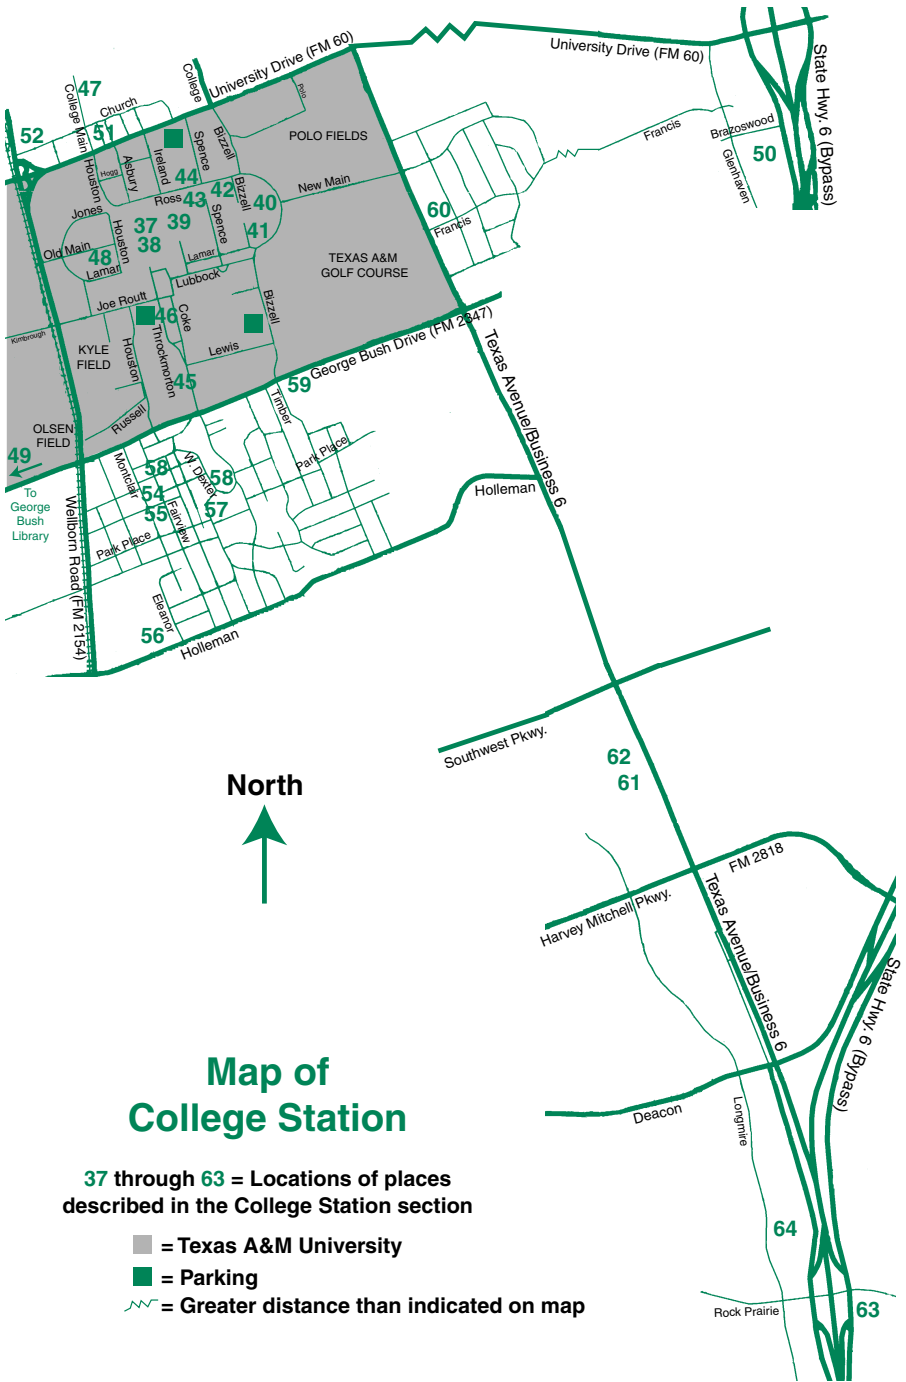 University Drive (FM 60)
University Drive (FM 60)
State Hwy. 6 (Bypass)
College
47
College Main
Church
52
51
Polo
POLO FIELDS
Spence
Bizzell
Ireland
Asbury
Houston
Hogg
Francis
Brazoswood
50
Glenhaven
44
43
42
Ross
Bizzell
40
New Main
Jones
37
39
38
Spence
41
60
Francis
Houston
Old Main
48
Lamar
Lamar
TEXAS A&M
GOLF COURSE
Lubbock
Joe Routt
46
Coke
Bizzell
Kimbrough
KYLE
FIELD
Houston
Throckmorton
Lewis
George Bush Drive (FM 2347)
Texas Avenue/Business 6
45
59
Timber
Russell
OLSEN
FIELD
49
To
George
Bush
Library
Montclair
58
W. Dexter
58
Park Place
54
55
Fairview
57
Holleman
Wellborn Road (FM 2154)
Park Place
Eleanor
56
Holleman
Southwest Pkwy.
62
61
North
FM 2818
Harvey Mitchell Pkwy.
Texas Avenue/Business 6
State Hwy. 6 (Bypass)
Deacon
Longmire
64
Rock Prairie
63
Map of
College Station
37 through 63 = Locations of places
described in the College Station section
= Texas A&M University
= Parking
= Greater distance than indicated on map